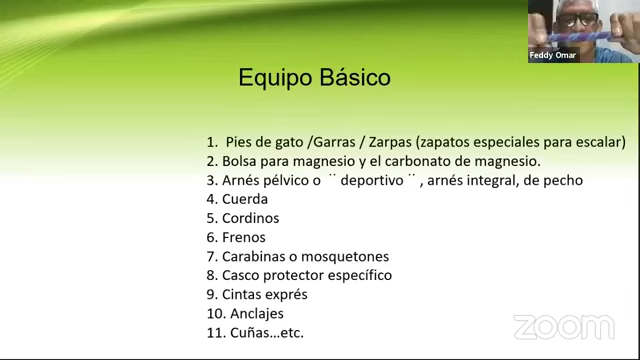 Feddy Omar
Equipo Básico
1. Pies de gato /Garras / Zarpas (zapatos especiales para escalar)
2. Bolsa para magnesio y el carbonato de magnesio.
3. Arnés pélvico o ¨ deportivo ¨ , arnés integral, de pecho
4. Cuerda
5. Cordinos
6. Frenos
7. Carabinas o mosquetones
8. Casco protector específico
9. Cintas exprés
10. Anclajes
11. Cuñas…etc.
zoom